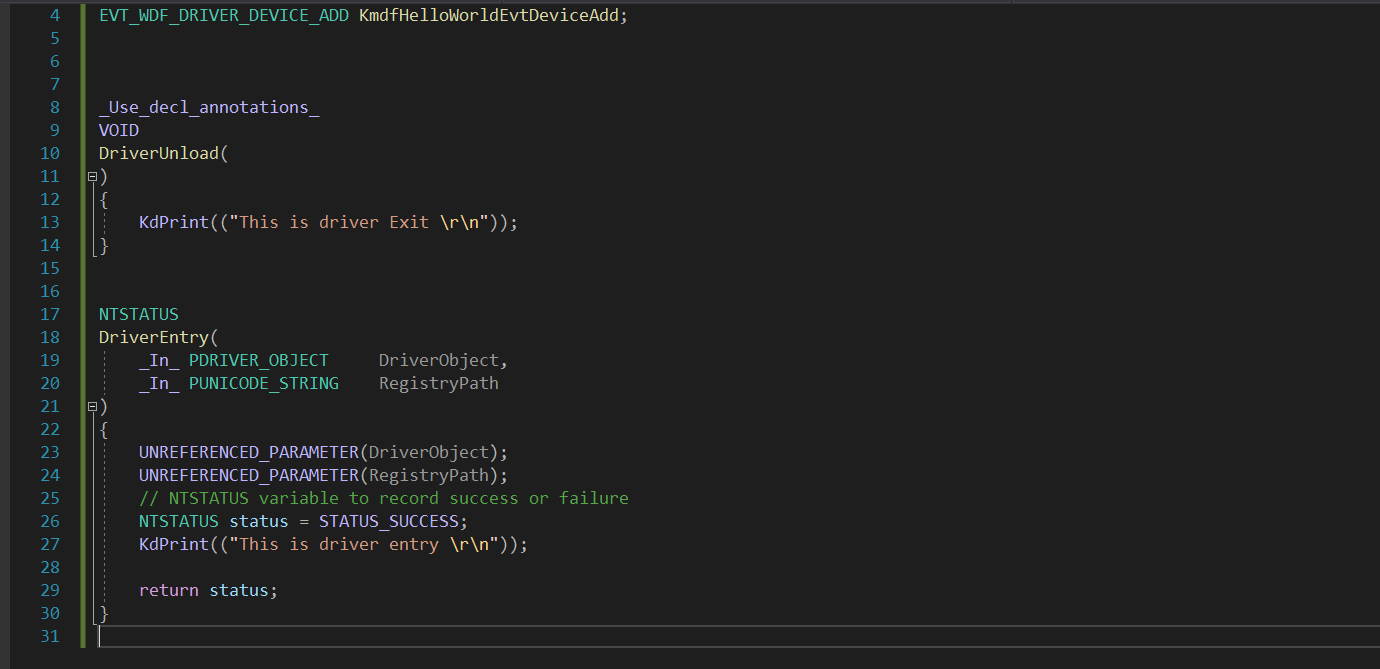 4 EVT_WDF_DRIVER_DEVICE_ADD KmdfHelloWorldEvtDeviceAdd;
5
6
7
8 _Use_decl_annotations_
9 VOID
10 DriverUnload(
11 )
12 {
13     KdPrint(("This is driver Exit \r\n"));
14 }
15
16
17 NTSTATUS
18 DriverEntry(
19     _In_ PDRIVER_OBJECT     DriverObject,
20     _In_ PUNICODE_STRING    RegistryPath
21 )
22 {
23     UNREFERENCED_PARAMETER(DriverObject);
24     UNREFERENCED_PARAMETER(RegistryPath);
25     // NTSTATUS variable to record success or failure
26     NTSTATUS status = STATUS_SUCCESS;
27     KdPrint(("This is driver entry \r\n"));
28
29     return status;
30 }
31